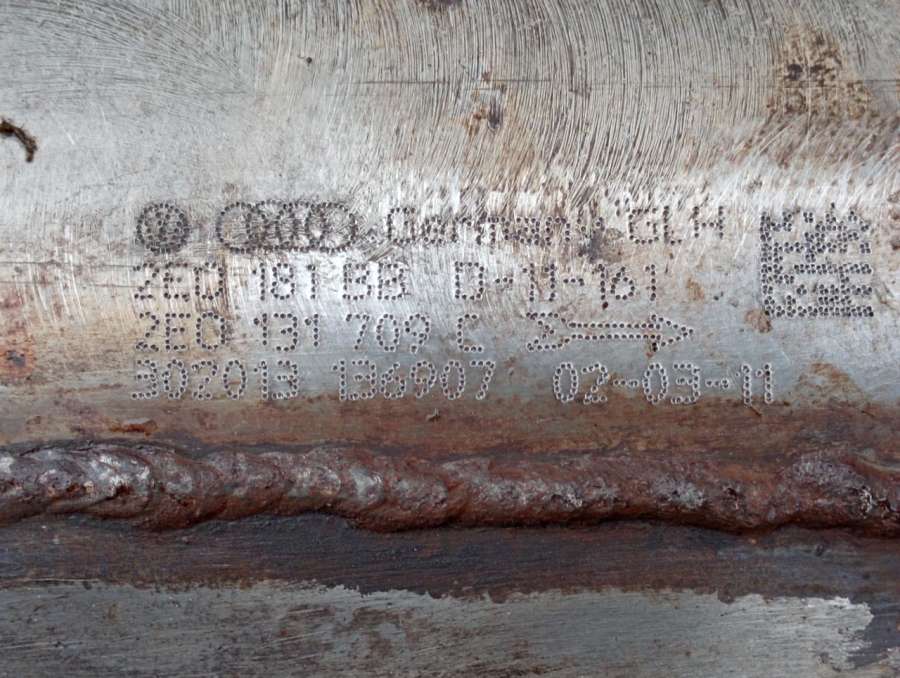 Germany GLH
2E0 181 BB D-11-161
2E0 131 709 C
302013 136907 02-03-11